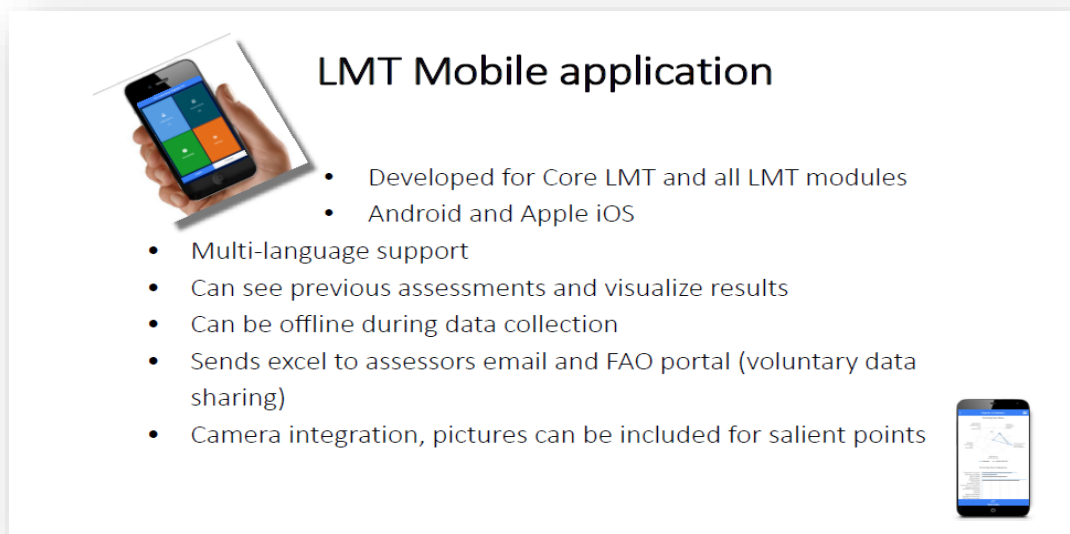 LMT Mobile application
• Developed for Core LMT and all LMT modules
• Android and Apple iOS
• Multi-language support
• Can see previous assessments and visualize results
• Can be offline during data collection
• Sends excel to assessors email and FAO portal (voluntary data
sharing)
• Camera integration, pictures can be included for salient points